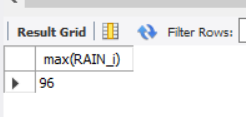 Result Grid Filter Rows:
max(RAIN_i)
96